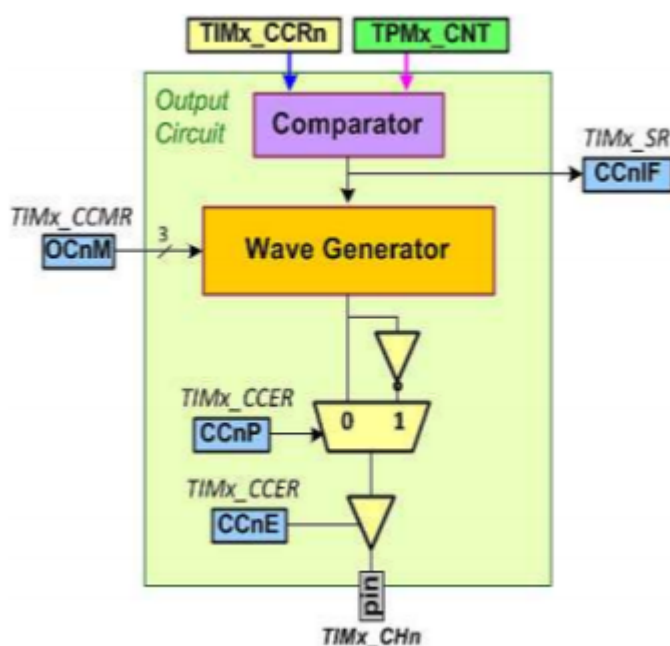 TIMx_CCRn
TPMx_CNT
Output
Circuit
Comparator
TIMx_SR
CCnIF
TIMx_CCMR
OCnM
3
Wave Generator
TIMx_CCER
CCnP
0
1
TIMx_CCER
CCnE
pin
TIMx_CHn